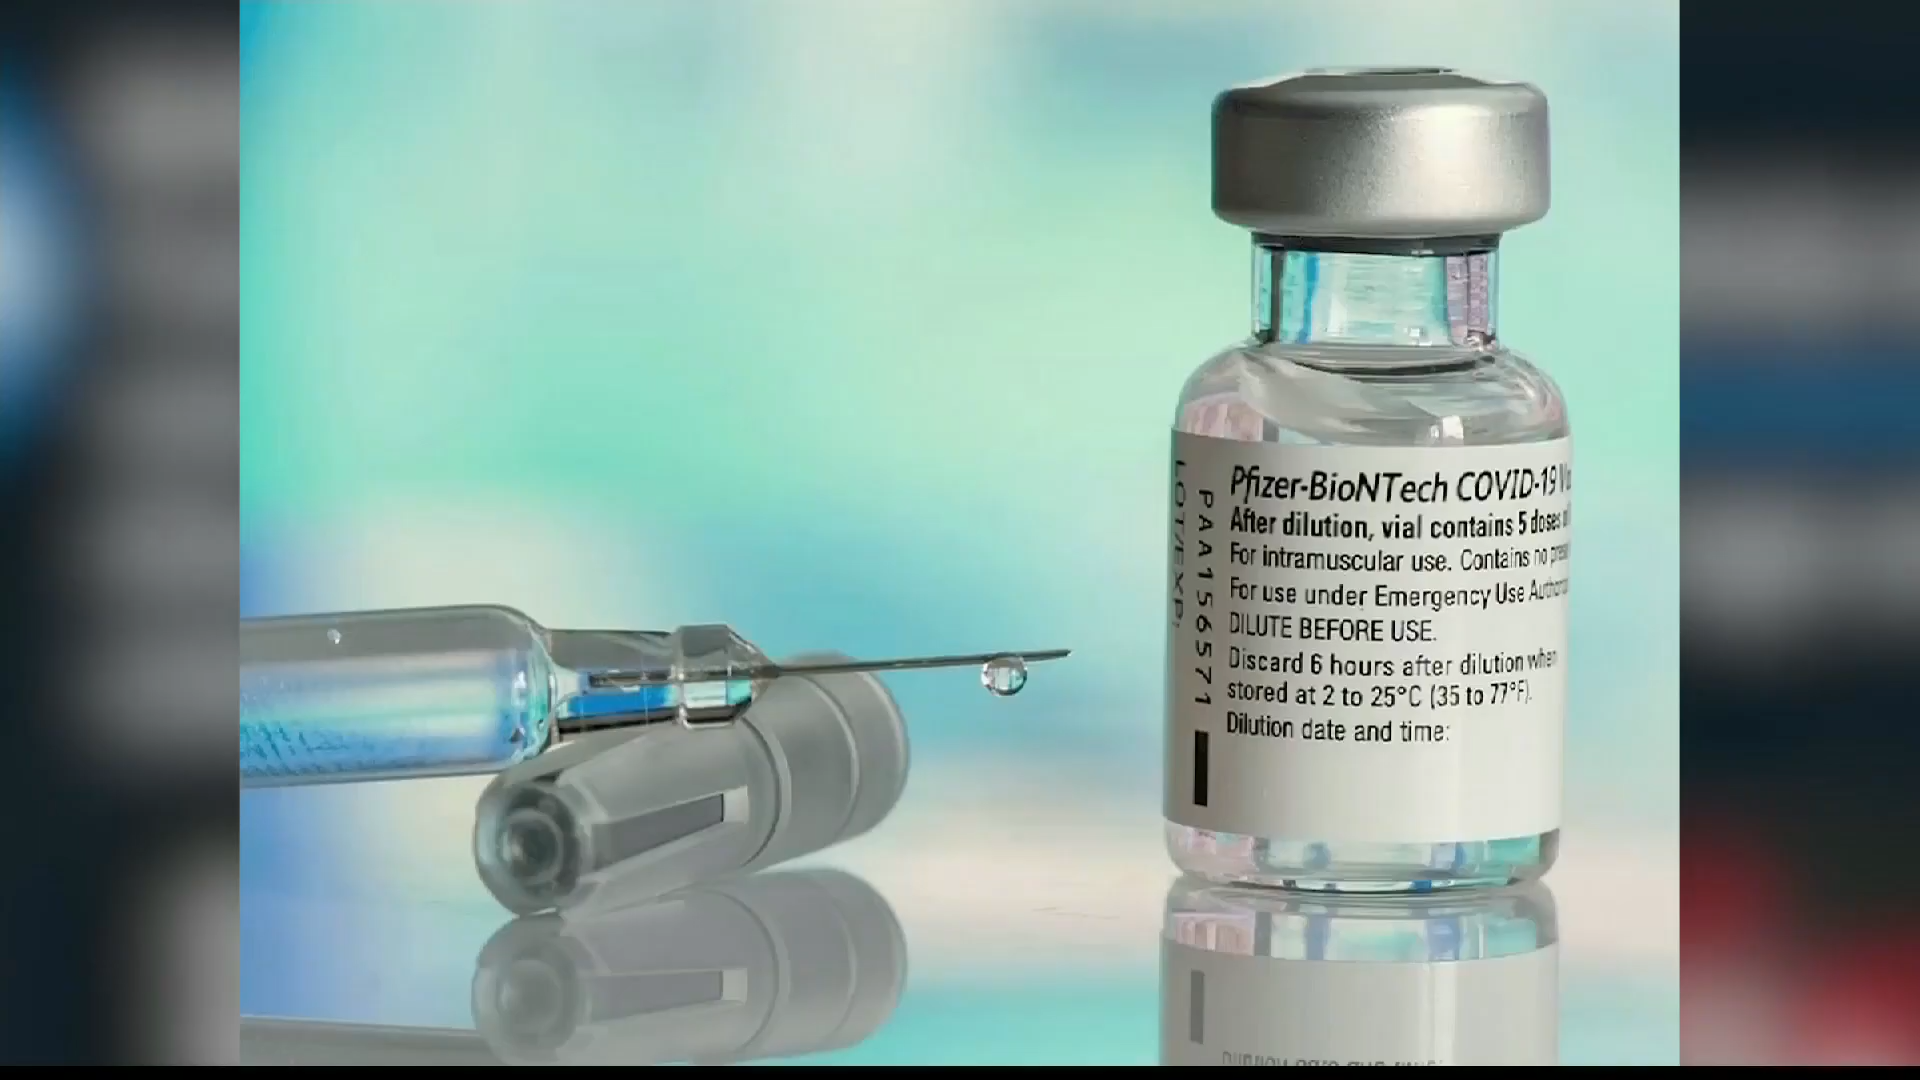 Pfizer-BioNTech COVID-19
After dilution, vial contains 5 doses
For intramuscular use. Contains no
For use under Emergency Use
DILUTE BEFORE USE.
Discard 6 hours after dilution when
stored at 2 to 25°C (35 to 77°F).
Dilution date and time:
PAA156571
LOT/EXP: